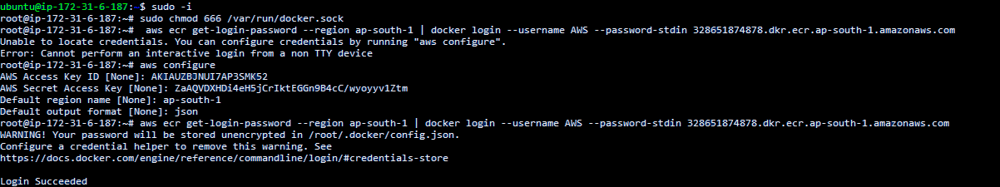 ubuntu@ip-172-31-6-187:~$ sudo -i
root@ip-172-31-6-187:~# sudo chmod 666 /var/run/docker.sock
root@ip-172-31-6-187:~#  aws ecr get-login-password --region ap-south-1 | docker login --username AWS --password-stdin 328651874878.dkr.ecr.ap-south-1.amazonaws.com
Unable to locate credentials. You can configure credentials by running "aws configure".
Error: Cannot perform an interactive login from a non TTY device
root@ip-172-31-6-187:~# aws configure
AWS Access Key ID [None]: AKIAUZBJNUI7AP3SMK52
AWS Secret Access Key [None]: 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
Default region name [None]: ap-south-1
Default output format [None]: json
root@ip-172-31-6-187:~# aws ecr get-login-password --region ap-south-1 | docker login --username AWS --password-stdin 328651874878.dkr.ecr.ap-south-1.amazonaws.com
WARNING! Your password will be stored unencrypted in /root/.docker/config.json.
Configure a credential helper to remove this warning. See
https://docs.docker.com/engine/reference/commandline/login/#credentials-store

Login Succeeded